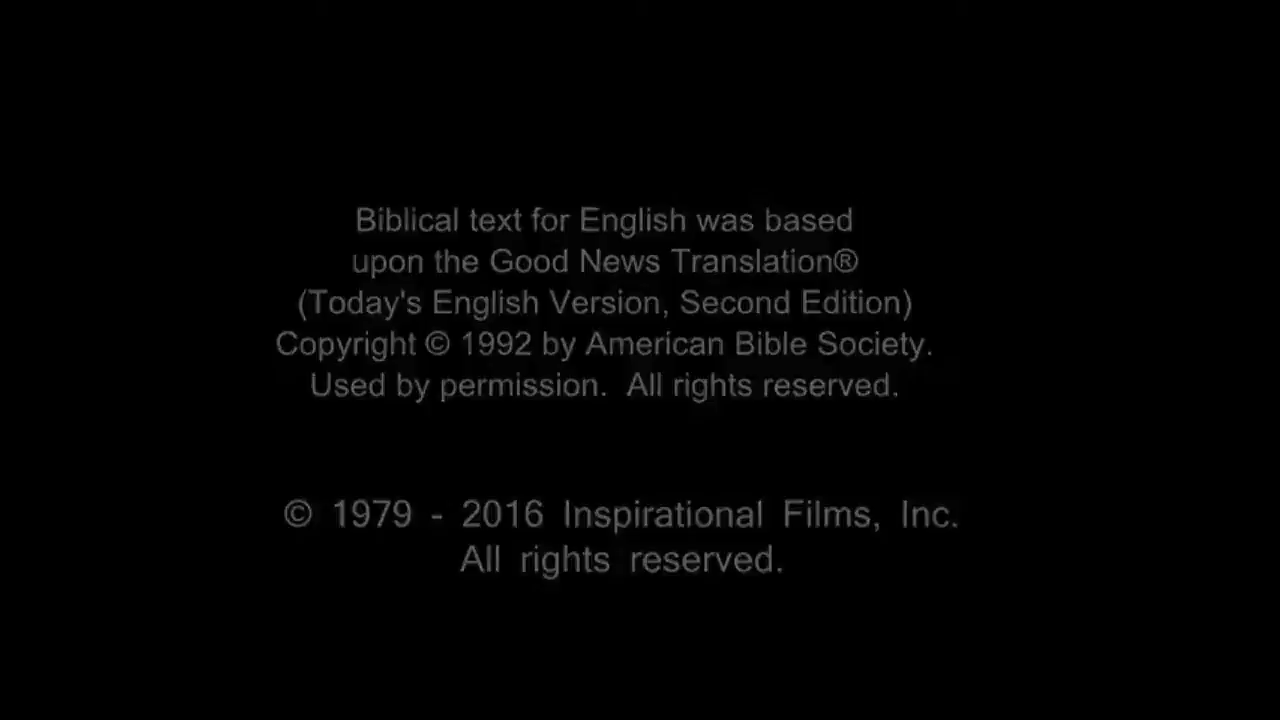 Biblical text for English was based
upon the Good News Translation®
(Today's English Version, Second Edition)
Copyright © 1992 by American Bible Society.
Used by permission.  All rights reserved.
© 1979 - 2016 Inspirational Films, Inc.
All rights reserved.